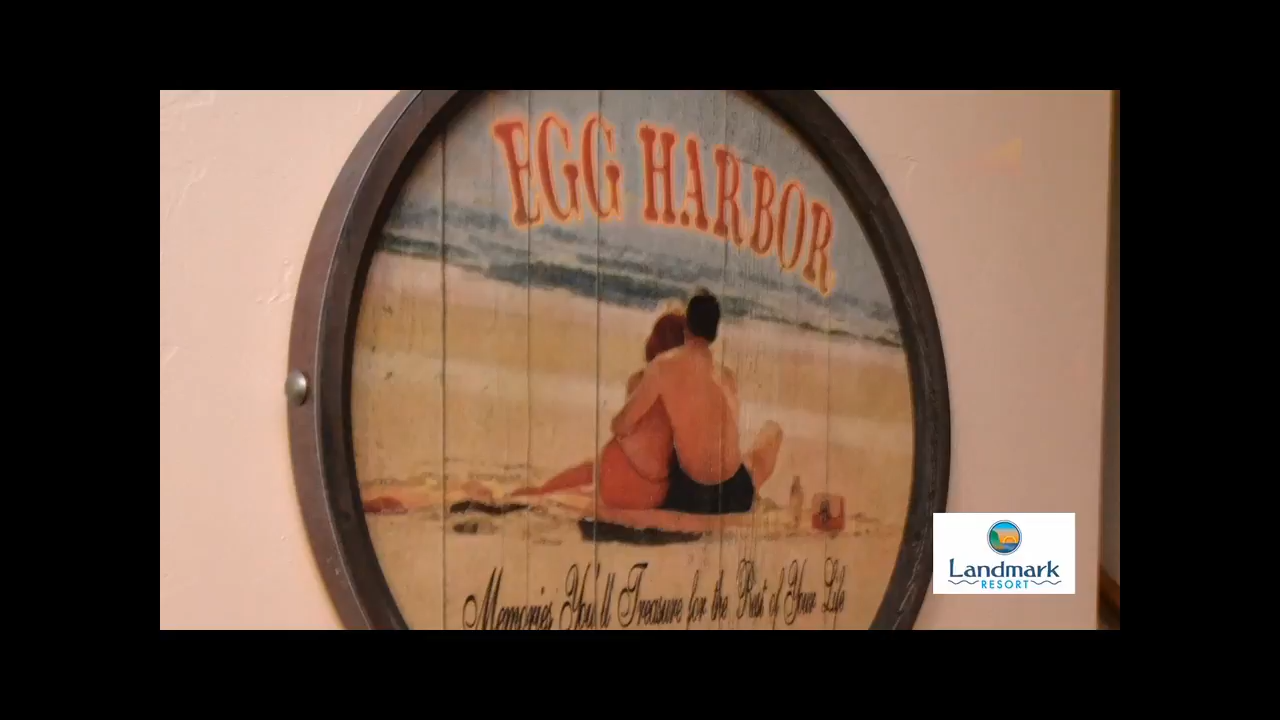 EGG HARBOR
Memories You'll Treasure for the Rest of Your Life
Landmark
RESORT